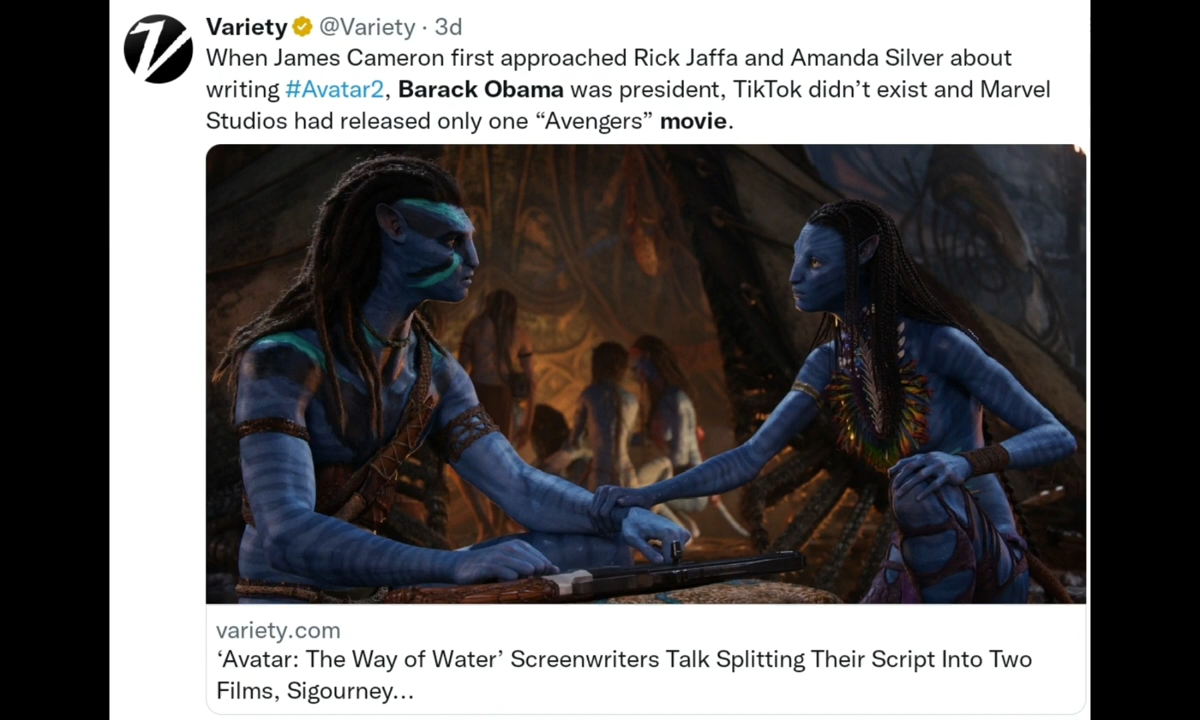 Variety @Variety · 3d
When James Cameron first approached Rick Jaffa and Amanda Silver about
writing #Avatar2, Barack Obama was president, TikTok didn’t exist and Marvel
Studios had released only one “Avengers” movie.
variety.com
‘Avatar: The Way of Water’ Screenwriters Talk Splitting Their Script Into Two
Films, Sigourney...